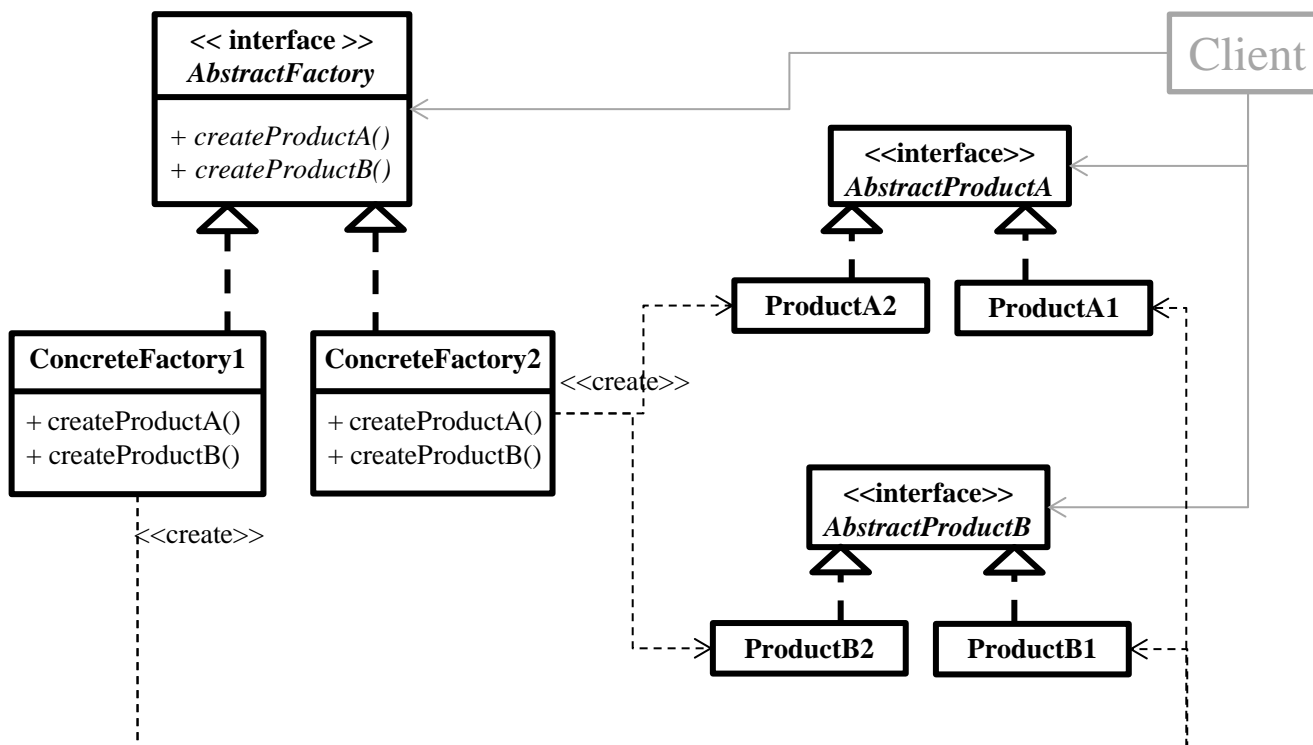 << interface >>
AbstractFactory
+ createProductA()
+ createProductB()
Client
<<interface>>
AbstractProductA
ProductA2
ProductA1
ConcreteFactory1
+ createProductA()
+ createProductB()
ConcreteFactory2
+ createProductA()
+ createProductB()
<<create>>
<<create>>
<<interface>>
AbstractProductB
ProductB2
ProductB1